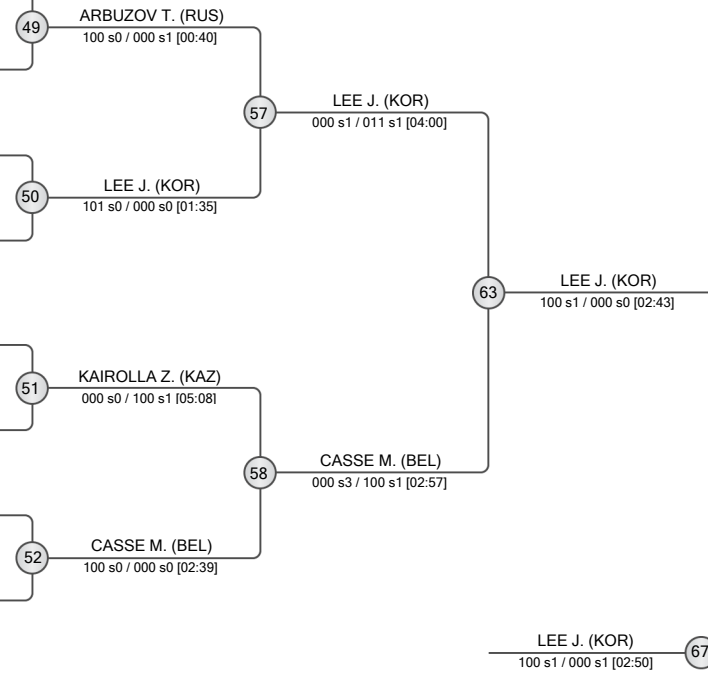 49
ARBUZOV T. (RUS)
100 s0 / 000 s1 [00:40]
57
LEE J. (KOR)
000 s1 / 011 s1 [04:00]
50
LEE J. (KOR)
101 s0 / 000 s0 [01:35]
63
LEE J. (KOR)
100 s1 / 000 s0 [02:43]
51
KAIROLLA Z. (KAZ)
000 s0 / 100 s1 [05:08]
58
CASSE M. (BEL)
000 s3 / 100 s1 [02:57]
52
CASSE M. (BEL)
100 s0 / 000 s0 [02:39]
LEE J. (KOR)
100 s1 / 000 s1 [02:50]
67